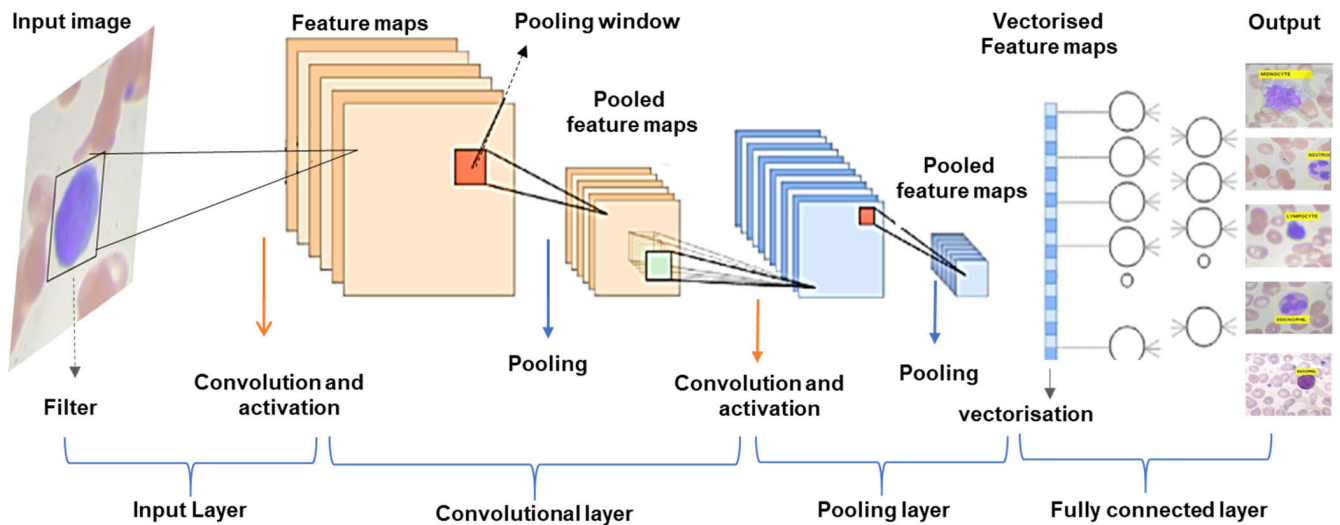 Input image
Feature maps
Pooling window
Vectorised
Feature maps
Output
Pooled
feature maps
Pooled
feature maps
MONOCYTE
LYMPOCYTE
Pooling
Convolution and
activation
Convolution and
activation
Pooling
Filter
vectorisation
Input Layer
Convolutional layer
Pooling layer
Fully connected layer